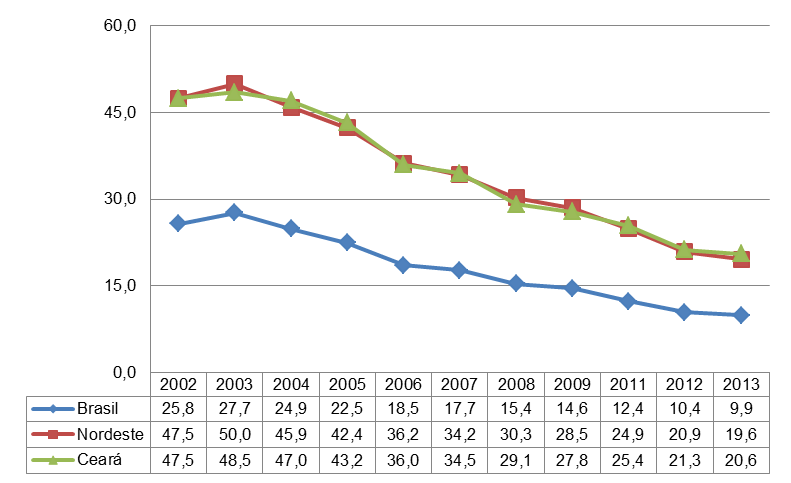 60,0
45,0
30,0
15,0
0,0
2002 2003 2004 2005 2006 2007 2008 2009 2011 2012 2013
Brasil 25,8 27,7 24,9 22,5 18,5 17,7 15,4 14,6 12,4 10,4 9,9
Nordeste 47,5 50,0 45,9 42,4 36,2 34,2 30,3 28,5 24,9 20,9 19,6
Ceará 47,5 48,5 47,0 43,2 36,0 34,5 29,1 27,8 25,4 21,3 20,6